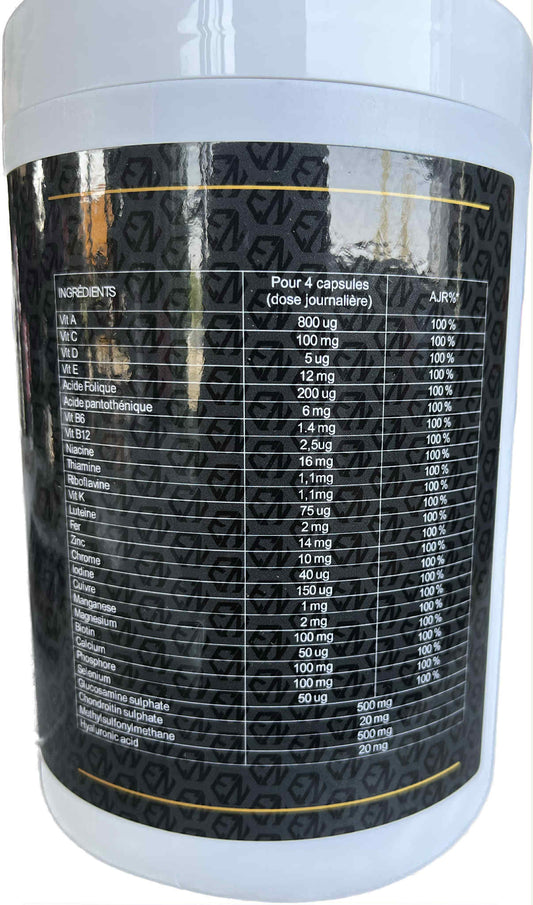 INGRÉDIENTS Pour 4 capsules (dose journalière) AJR%*
Vit A 800 ug 100 %
Vit C 100 mg 100 %
Vit D 5 ug 100 %
Vit E 12 mg 100 %
Acide Folique 200 ug 100 %
Acide pantothénique 6 mg 100 %
Vit B6 1.4 mg 100 %
Vit B12 2,5ug 100 %
Niacine 16 mg 100 %
Thiamine 1,1mg 100 %
Riboflavine 1,1mg 100 %
Vit K 75 ug 100 %
Luteine 2 mg 100 %
Fer 14 mg 100 %
Zinc 10 mg 100 %
Chrome 40 ug 100 %
Iodine 150 ug 100 %
Cuivre 1 mg 100 %
Manganese 2 mg 100 %
Magnesium 100 mg 100 %
Biotin 50 ug 100 %
Calcium 100 mg 100 %
Phosphore 100 mg 100 %
Selenium 50 ug 100 %
Glucosamine sulphate 500 mg
Chondroitin sulphate 20 mg
Methylsulfonylmethane 500 mg
Hyaluronic acid 20 mg